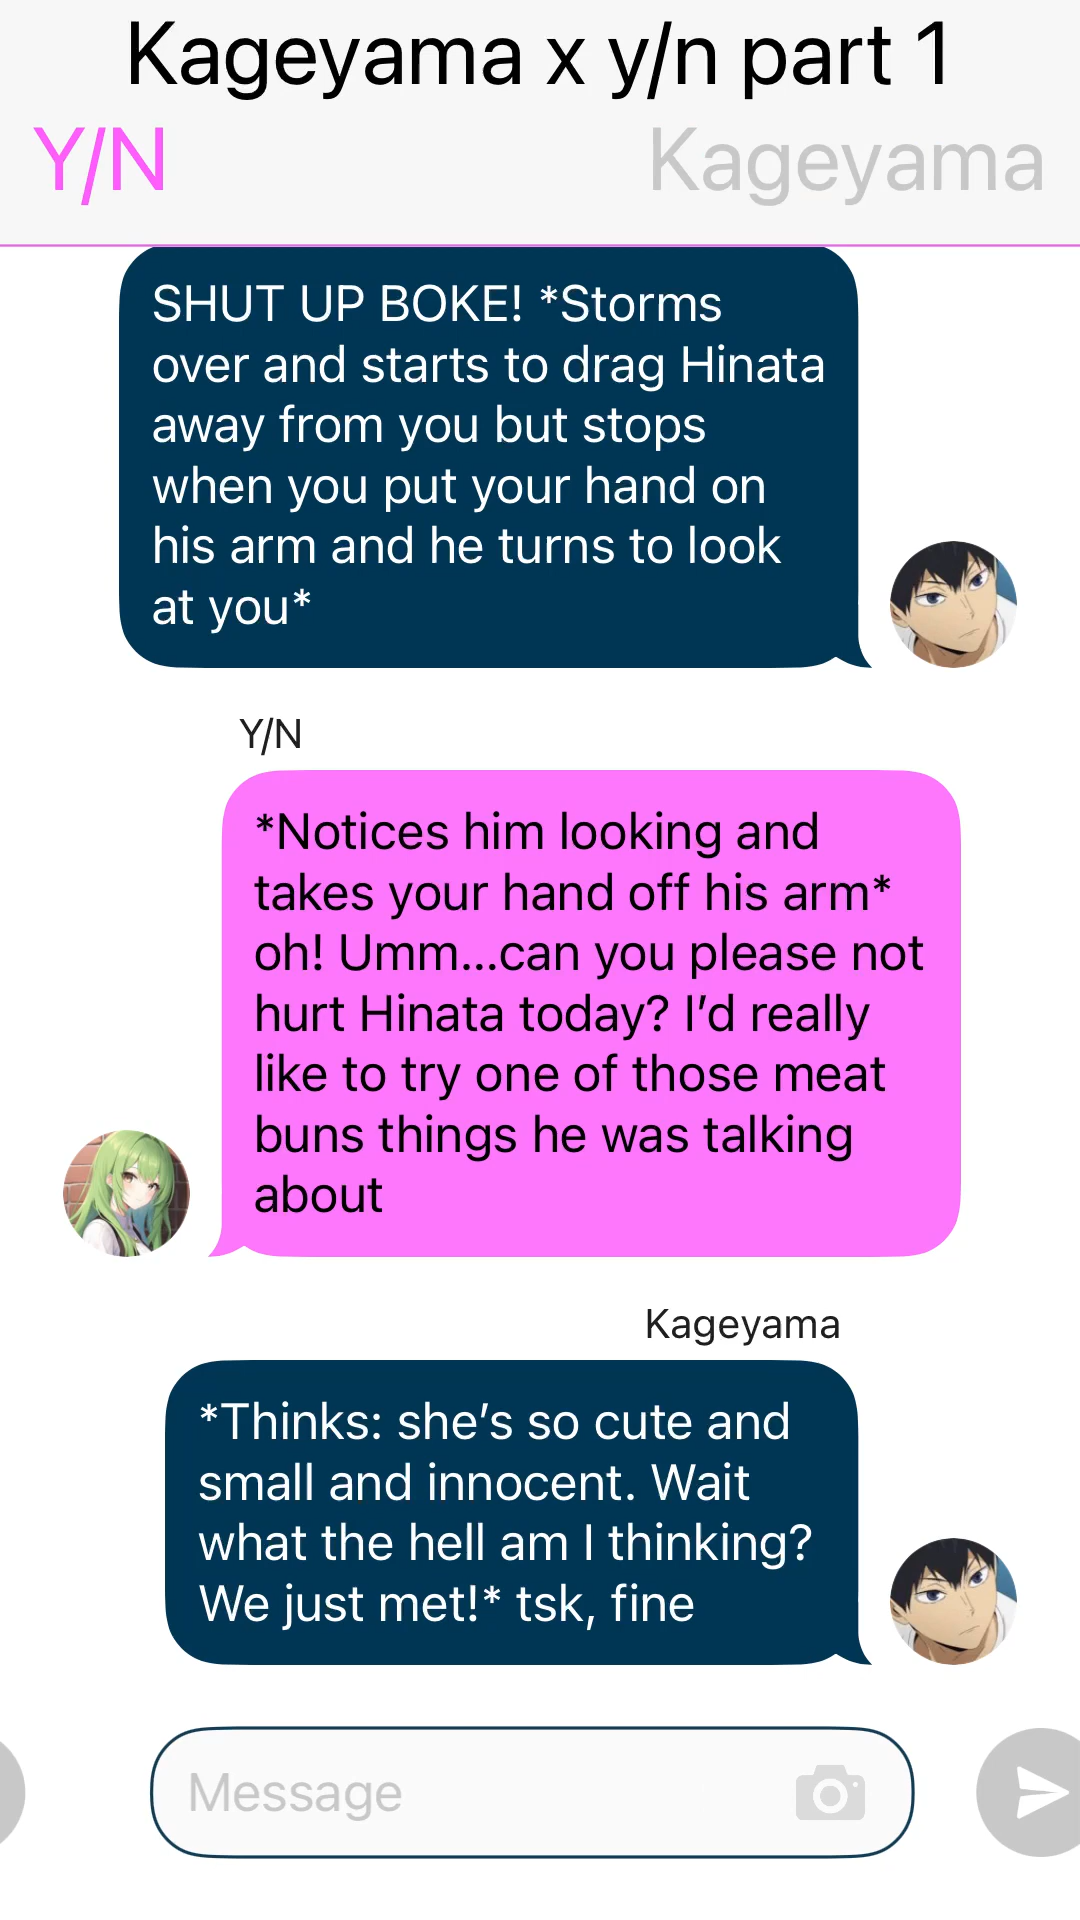 Kageyama x y/n part 1
Y/N
Kageyama
SHUT UP BOKE! *Storms
over and starts to drag Hinata
away from you but stops
when you put your hand on
his arm and he turns to look
at you*
Y/N
*Notices him looking and
takes your hand off his arm*
oh! Umm...can you please not
hurt Hinata today? I’d really
like to try one of those meat
buns things he was talking
about
Kageyama
*Thinks: she’s so cute and
small and innocent. Wait
what the hell am I thinking?
We just met!* tsk, fine
Message